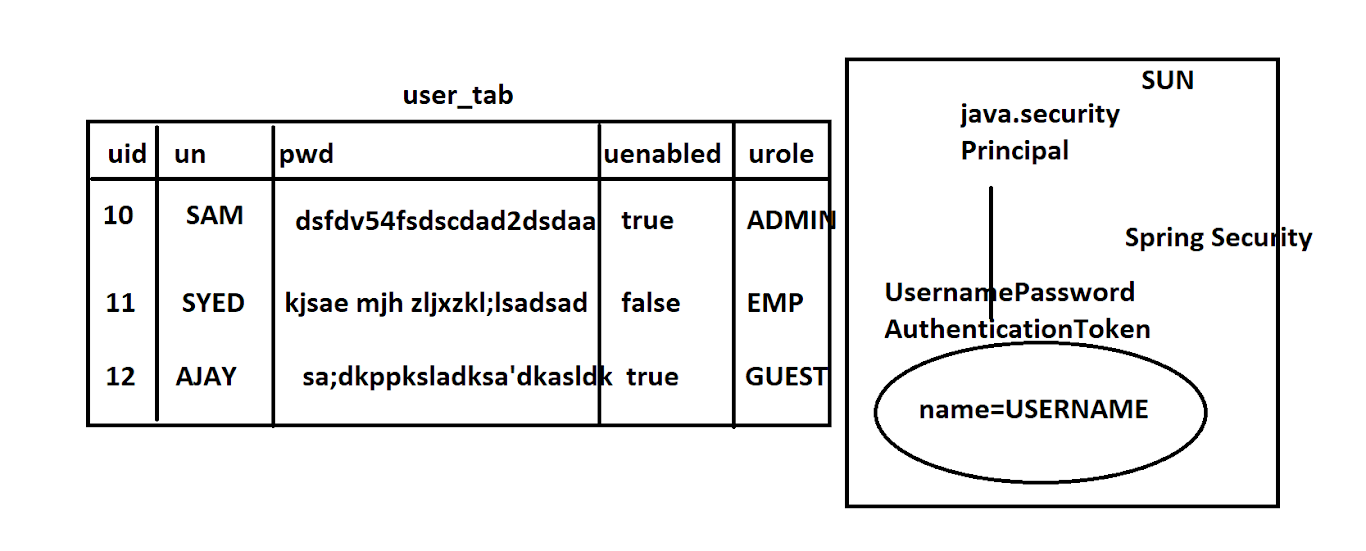 user_tab
uid un pwd uenabled urole
10 SAM dsfdv54fsdscdad2dsdaa true ADMIN
11 SYED kjsae mjh zljxzkl;lsadsad false EMP
12 AJAY sa;dkppksladksa'dkasldk true GUEST
SUN
java.security
Principal
Spring Security
UsernamePassword
AuthenticationToken
name=USERNAME